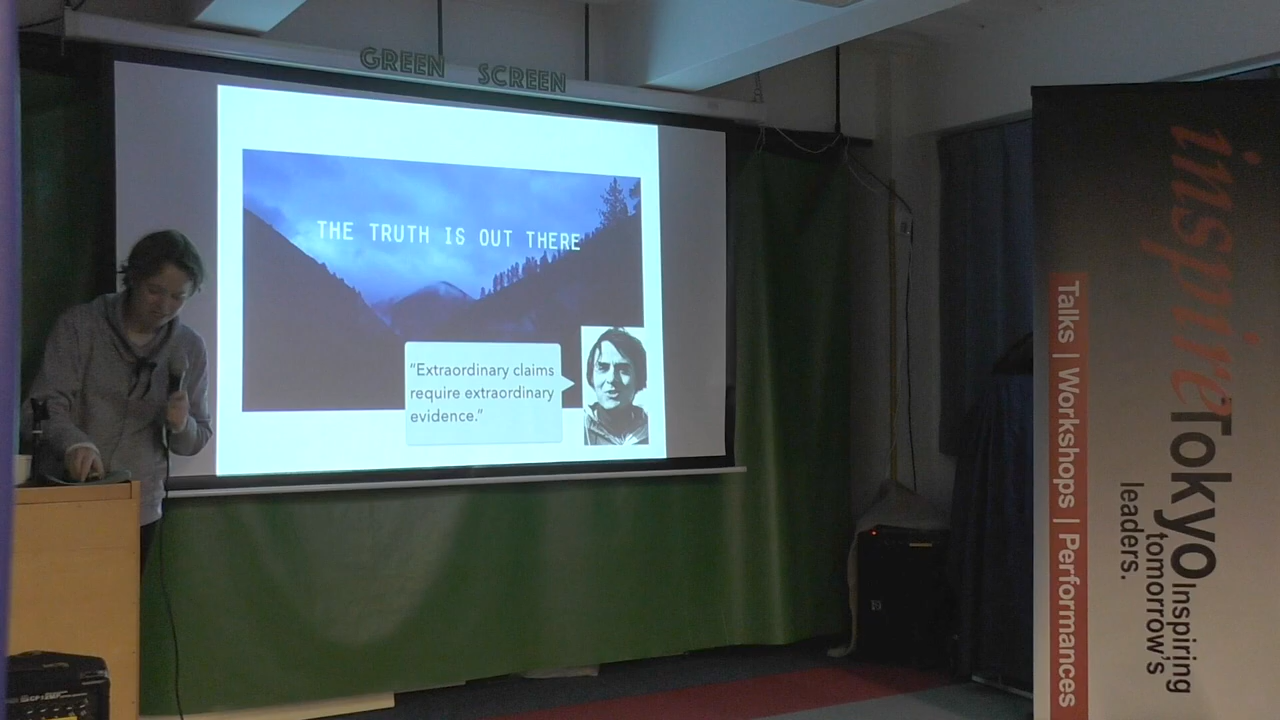 GREEN SCREEN
THE TRUTH IS OUT THERE
“Extraordinary claims
require extraordinary
evidence.”
inspire
Tokyo
Inspiring
tomorrow's
leaders.
Talks | Workshops | Performances